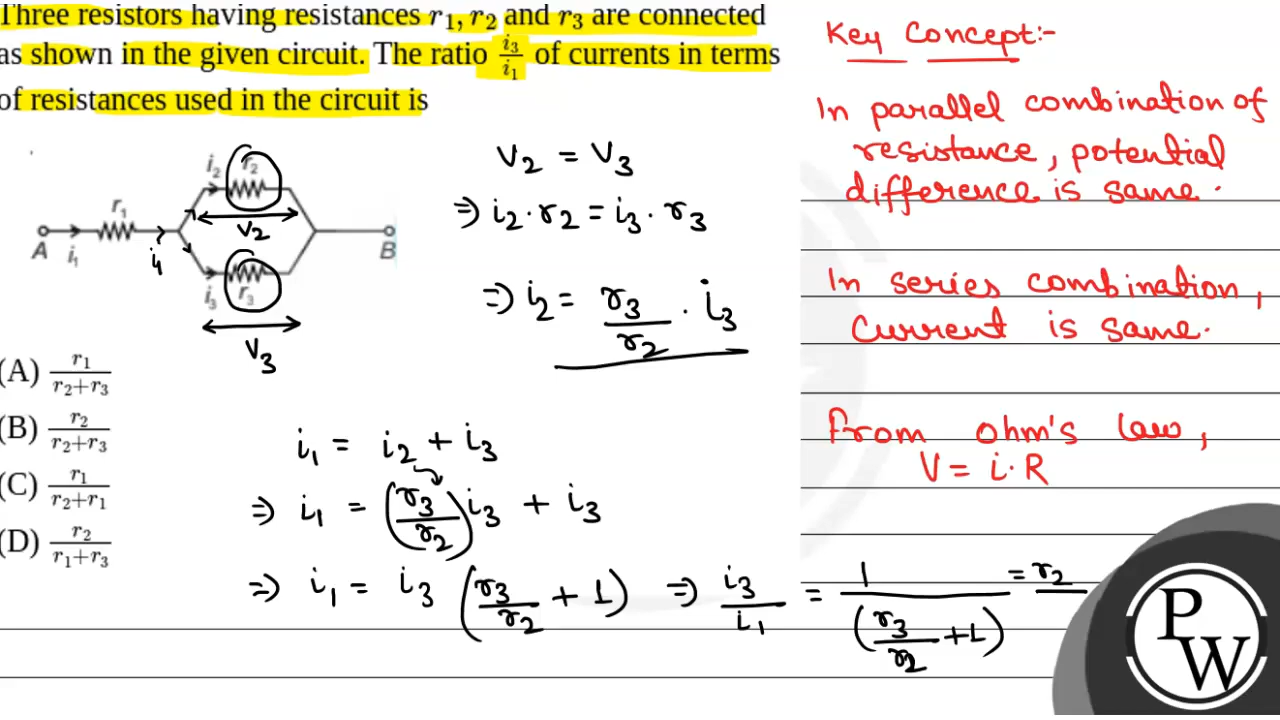 Three resistors having resistances r₁, r₂ and r₃ are connected
as shown in the given circuit. The ratio i₃/i₁ of currents in terms
of resistances used in the circuit is
A i₁ r₁ i₁ i₂ r₂ V₂ i₃ r₃ V₃ B
(A) r₁/(r₂+r₃)
(B) r₂/(r₂+r₃)
(C) r₁/(r₂+r₁)
(D) r₂/(r₁+r₃)
V₂ = V₃
⇒ i₂·r₂ = i₃·r₃
⇒ i₂ = r₃/r₂ · i₃
i₁ = i₂ + i₃
⇒ i₁ = (r₃/r₂) i₃ + i₃
⇒ i₁ = i₃ (r₃/r₂ + 1) ⇒ i₃/i₁ = 1/(r₃/r₂ + 1) = r₂
Key Concept:-
In parallel combination of
resistance, potential
difference is same.
In series combination,
Current is same.
From ohm's law,
V = i·R
PW